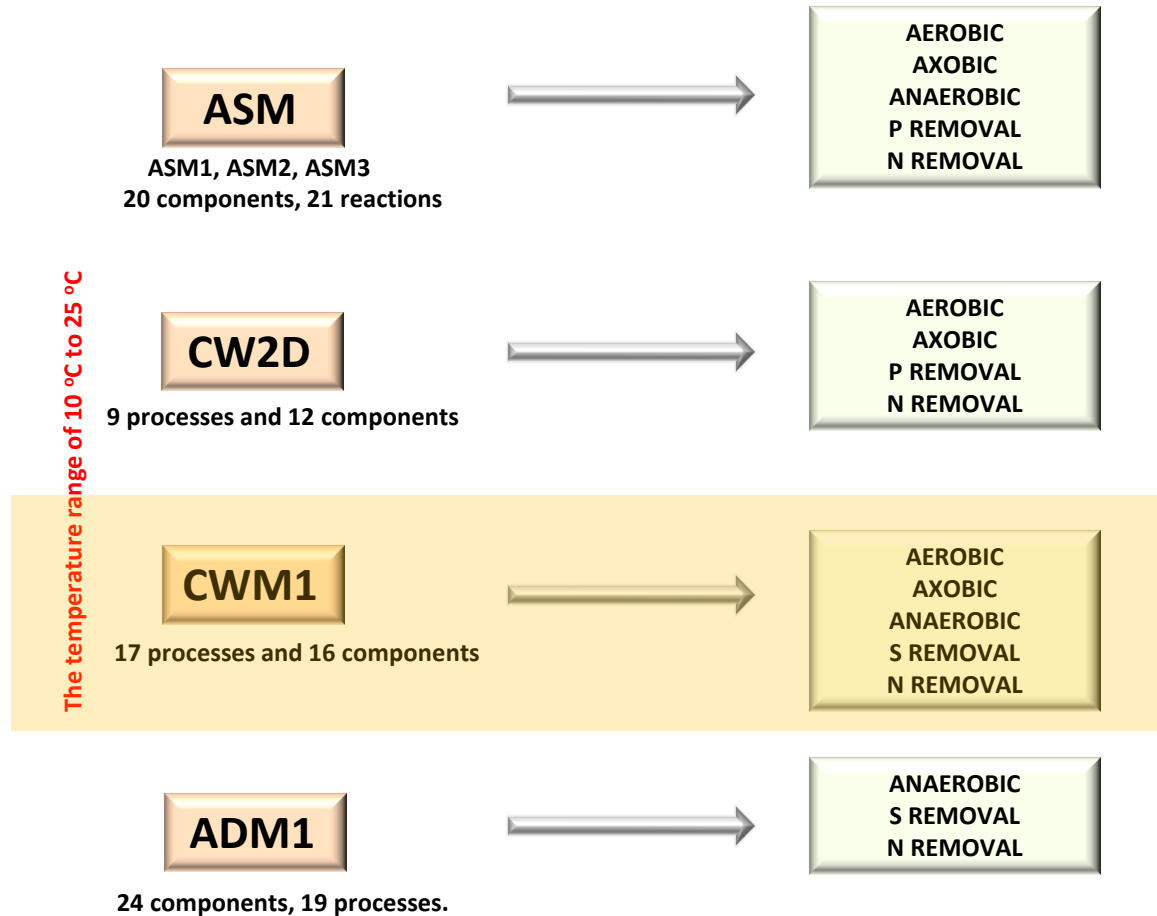 ASM
ASM1, ASM2, ASM3
20 components, 21 reactions
AEROBIC
AXOBIC
ANAEROBIC
P REMOVAL
N REMOVAL
The temperature range of 10 ºC to 25 ºC
CW2D
9 processes and 12 components
AEROBIC
AXOBIC
P REMOVAL
N REMOVAL
CWM1
17 processes and 16 components
AEROBIC
AXOBIC
ANAEROBIC
S REMOVAL
N REMOVAL
ADM1
24 components, 19 processes.
ANAEROBIC
S REMOVAL
N REMOVAL